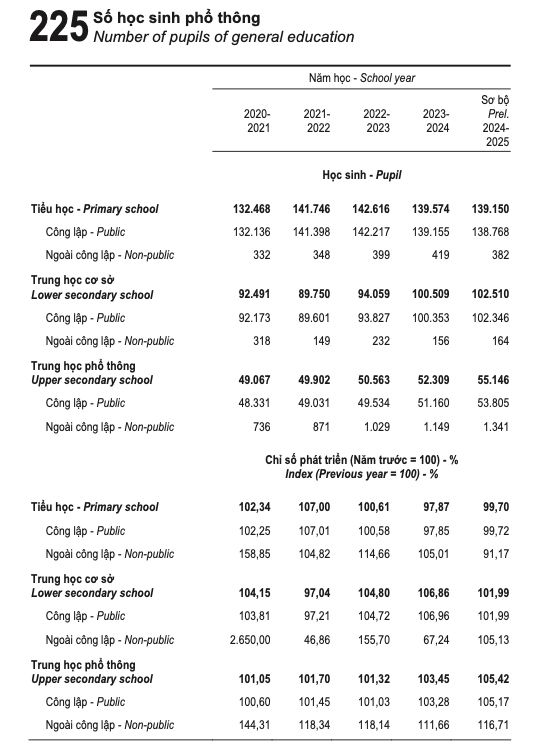 225 Số học sinh phổ thông
Number of pupils of general education
Năm học - School year
2020-2021 2021-2022 2022-2023 2023-2024 Sơ bộ Prel. 2024-2025
Học sinh - Pupil
Tiểu học - Primary school 132.468 141.746 142.616 139.574 139.150
Công lập - Public 132.136 141.398 142.217 139.155 138.768
Ngoài công lập - Non-public 332 348 399 419 382
Trung học cơ sở
Lower secondary school 92.491 89.750 94.059 100.509 102.510
Công lập - Public 92.173 89.601 93.827 100.353 102.346
Ngoài công lập - Non-public 318 149 232 156 164
Trung học phổ thông
Upper secondary school 49.067 49.902 50.563 52.309 55.146
Công lập - Public 48.331 49.031 49.534 51.160 53.805
Ngoài công lập - Non-public 736 871 1.029 1.149 1.341
Chỉ số phát triển (Năm trước = 100) - %
Index (Previous year = 100) - %
Tiểu học - Primary school 102,34 107,00 100,61 97,87 99,70
Công lập - Public 102,25 107,01 100,58 97,85 99,72
Ngoài công lập - Non-public 158,85 104,82 114,66 105,01 91,17
Trung học cơ sở
Lower secondary school 104,15 97,04 104,80 106,86 101,99
Công lập - Public 103,81 97,21 104,72 106,96 101,99
Ngoài công lập - Non-public 2.650,00 46,86 155,70 67,24 105,13
Trung học phổ thông
Upper secondary school 101,05 101,70 101,32 103,45 105,42
Công lập - Public 100,60 101,45 101,03 103,28 105,17
Ngoài công lập - Non-public 144,31 118,34 118,14 111,66 116,71